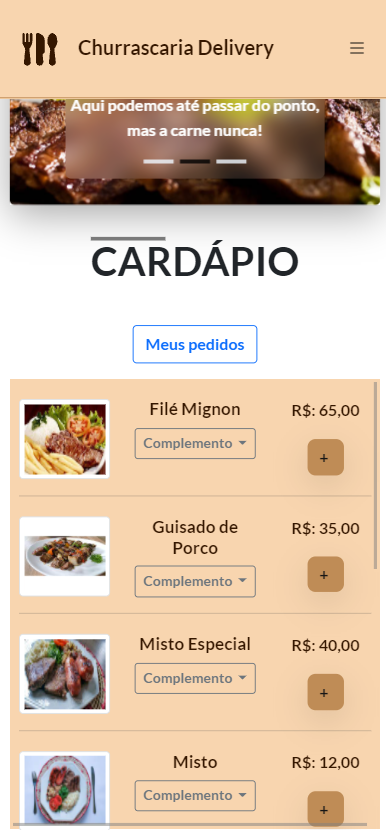 Churrascaria Delivery
Aqui podemos até passar do ponto,
mas a carne nunca!
CARDÁPIO
Meus pedidos
Filé Mignon
R$: 65,00
Complemento
+
Guisado de
Porco
R$: 35,00
Complemento
+
Misto Especial
R$: 40,00
Complemento
+
Misto
R$: 12,00
Complemento
+